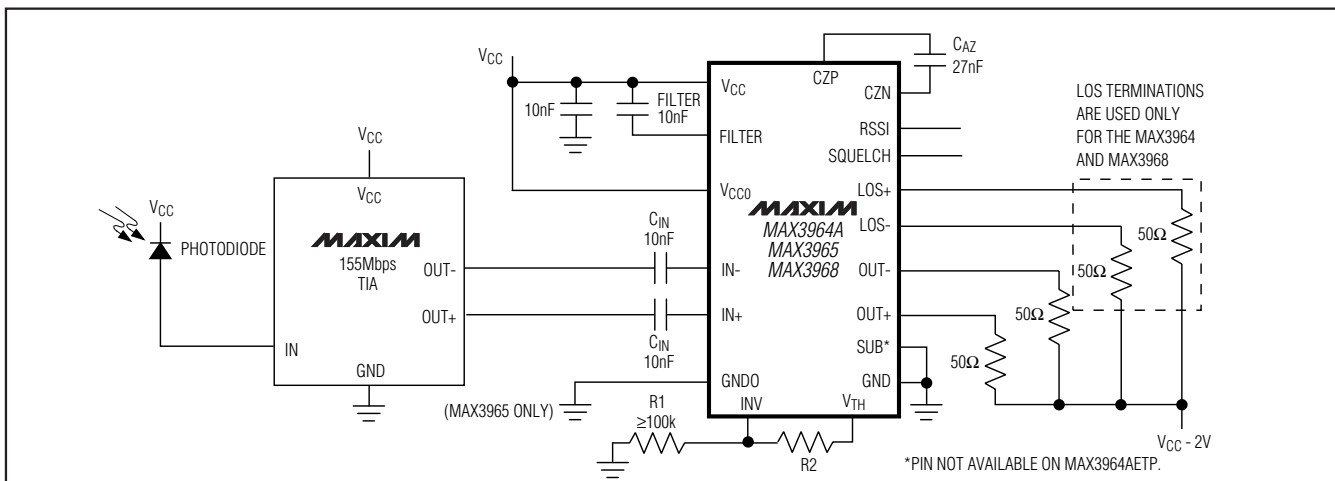 VCC
10nF
FILTER
10nF
VCC
FILTER
VCCO
CZP
CZN
CAZ
27nF
RSSI
SQUELCH
LOS+
LOS-
OUT-
OUT+
SUB*
GND
VTH
INV
GNDO
IN+
IN-
MAXIM
MAX3964A
MAX3965
MAX3968
LOS TERMINATIONS
ARE USED ONLY
FOR THE MAX3964
AND MAX3968
50Ω
50Ω
50Ω
50Ω
VCC - 2V
*PIN NOT AVAILABLE ON MAX3964AETP.
VCC
VCC
MAXIM
155Mbps
TIA
OUT-
OUT+
IN
GND
VCC
PHOTODIODE
CIN
10nF
CIN
10nF
(MAX3965 ONLY)
R1
≥100k
R2